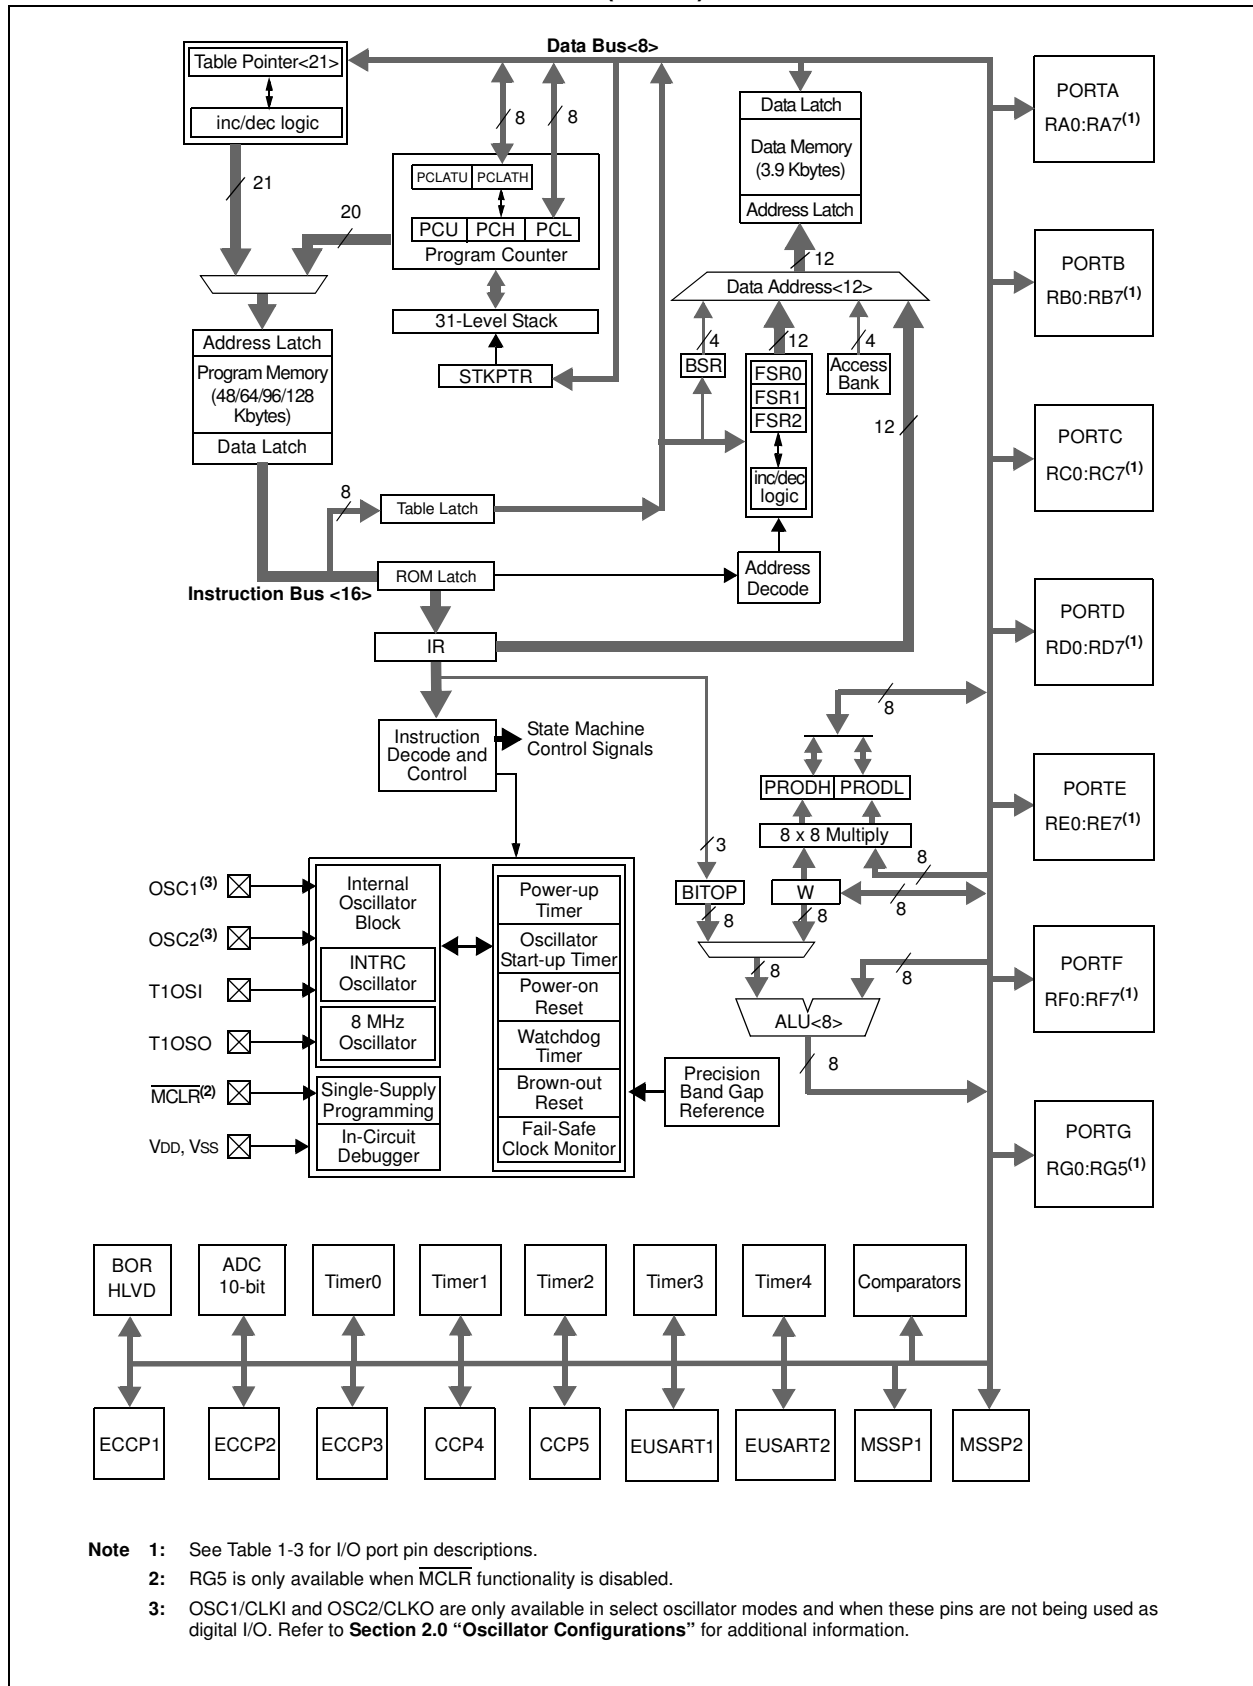 Data Bus<8>
Table Pointer<21>
inc/dec logic
21
20
8
8
PCLATU PCLATH
PCU PCH PCL
Program Counter
31-Level Stack
STKPTR
Data Latch
Data Memory
(3.9 Kbytes)
Address Latch
12
Data Address<12>
4
12
4
BSR
FSR0
FSR1
FSR2
inc/dec
logic
Access
Bank
12
Address
Decode
Address Latch
Program Memory
(48/64/96/128
Kbytes)
Data Latch
8
Table Latch
ROM Latch
Instruction Bus <16>
IR
Instruction
Decode and
Control
State Machine
Control Signals
8
PRODH PRODL
8 x 8 Multiply
3
8
BITOP
W
8
8
8
8
8
ALU<8>
8
OSC1(3)
OSC2(3)
T1OSI
T1OSO
MCLR(2)
VDD, VSS
Internal
Oscillator
Block
INTRC
Oscillator
8 MHz
Oscillator
Single-Supply
Programming
In-Circuit
Debugger
Power-up
Timer
Oscillator
Start-up Timer
Power-on
Reset
Watchdog
Timer
Brown-out
Reset
Fail-Safe
Clock Monitor
Precision
Band Gap
Reference
PORTA
RA0:RA7(1)
PORTB
RB0:RB7(1)
PORTC
RC0:RC7(1)
PORTD
RD0:RD7(1)
PORTE
RE0:RE7(1)
PORTF
RF0:RF7(1)
PORTG
RG0:RG5(1)
BOR
HLVD
ADC
10-bit
Timer0
Timer1
Timer2
Timer3
Timer4
Comparators
ECCP1
ECCP2
ECCP3
CCP4
CCP5
EUSART1
EUSART2
MSSP1
MSSP2
Note 1: See Table 1-3 for I/O port pin descriptions.
2: RG5 is only available when MCLR functionality is disabled.
3: OSC1/CLKI and OSC2/CLKO are only available in select oscillator modes and when these pins are not being used as
digital I/O. Refer to Section 2.0 “Oscillator Configurations” for additional information.